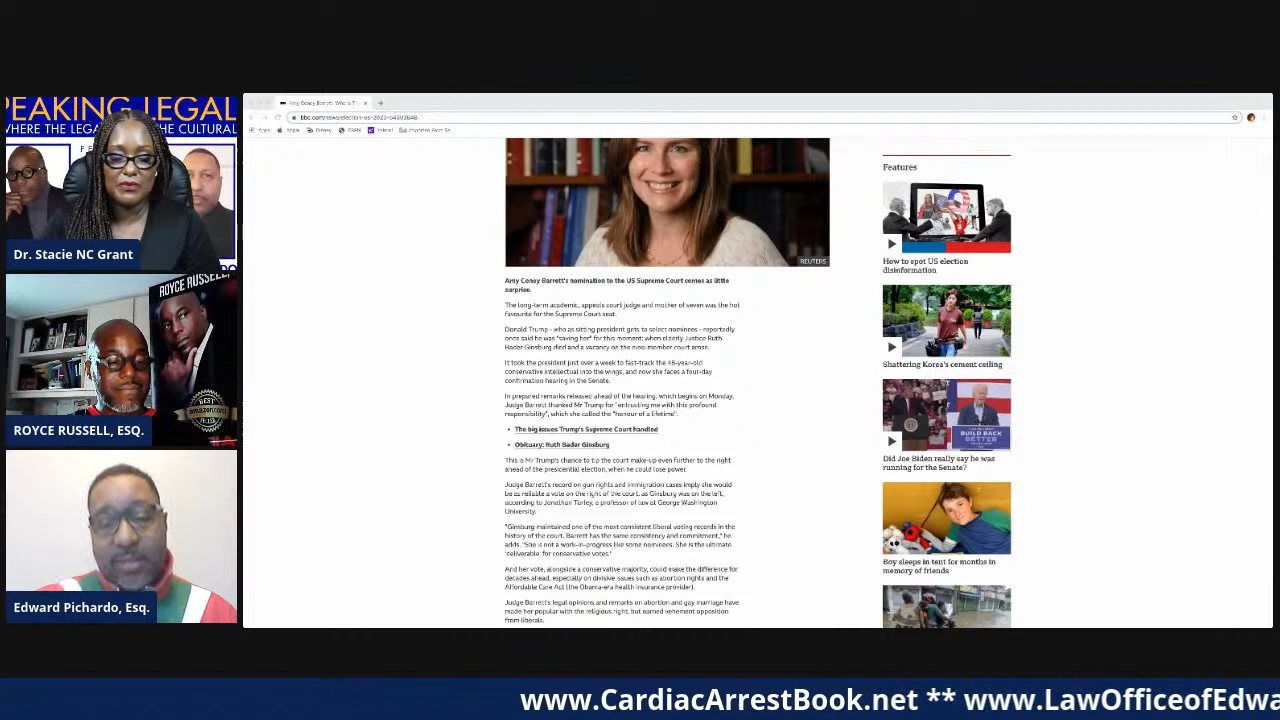 PEAKING LEGAL
WHERE THE LEGA THE CULTURAL
Dr. Stacie NC Grant
ROYCE RUSSELL
BEST
amazon.com
ROYCE RUSSELL, ESQ.
Edward Pichardo, Esq.
Amy Coney Barrett: Who is T
Apps Apple Disney ESPN Yahoo!
REUTERS
Amy Coney Barrett's nomination to the US Supreme Court comes as little
surprise.
The long-term academic, appeals court judge and mother of seven was the hot
favourite for the Supreme Court seat.
Donald Trump - who as sitting president gets to select nominees - reportedly
once said he was "saving her" for this moment: when elderly Justice Ruth
Bader Ginsburg died and a vacancy on the nine-member court arose.
It took the president just over a week to fast-track the 48-year-old
conservative intellectual into the wings, and now she faces a four-day
confirmation hearing in the Senate.
In prepared remarks released ahead of the hearing, which begins on Monday,
Judge Barrett thanked Mr Trump for "entrusting me with this profound
responsibility", which she called the "honour of a lifetime".
• The big issues Trump's Supreme Court handled
• Obituary: Ruth Bader Ginsburg
This is Mr Trump's chance to tip the court make-up even further to the right
ahead of the presidential election, when he could lose power.
Judge Barrett's record on gun rights and immigration cases imply she would
be as reliable a vote on the right of the court, as Ginsburg was on the left,
according to Jonathan Turley, a professor of law at George Washington
University.
"Ginsburg maintained one of the most consistent liberal voting records in the
history of the court. Barrett has the same consistency and commitment," he
adds. "She is not a work-in-progress like some nominees. She is the ultimate
'deliverable' for conservative votes."
And her vote, alongside a conservative majority, could make the difference for
decades ahead, especially on divisive issues such as abortion rights and the
Affordable Care Act (the Obama-era health insurance provider).
Judge Barrett's legal opinions and remarks on abortion and gay marriage have
made her popular with the religious right, but earned vehement opposition
from liberals.
Features
How to spot US election
disinformation
Shattering Korea's cement ceiling
BUILD BACK
BETTER
Did Joe Biden really say he was
running for the Senate?
Boy sleeps in tent for months in
memory of friends
www.CardiacArrestBook.net ** www.LawOfficeofEdwa